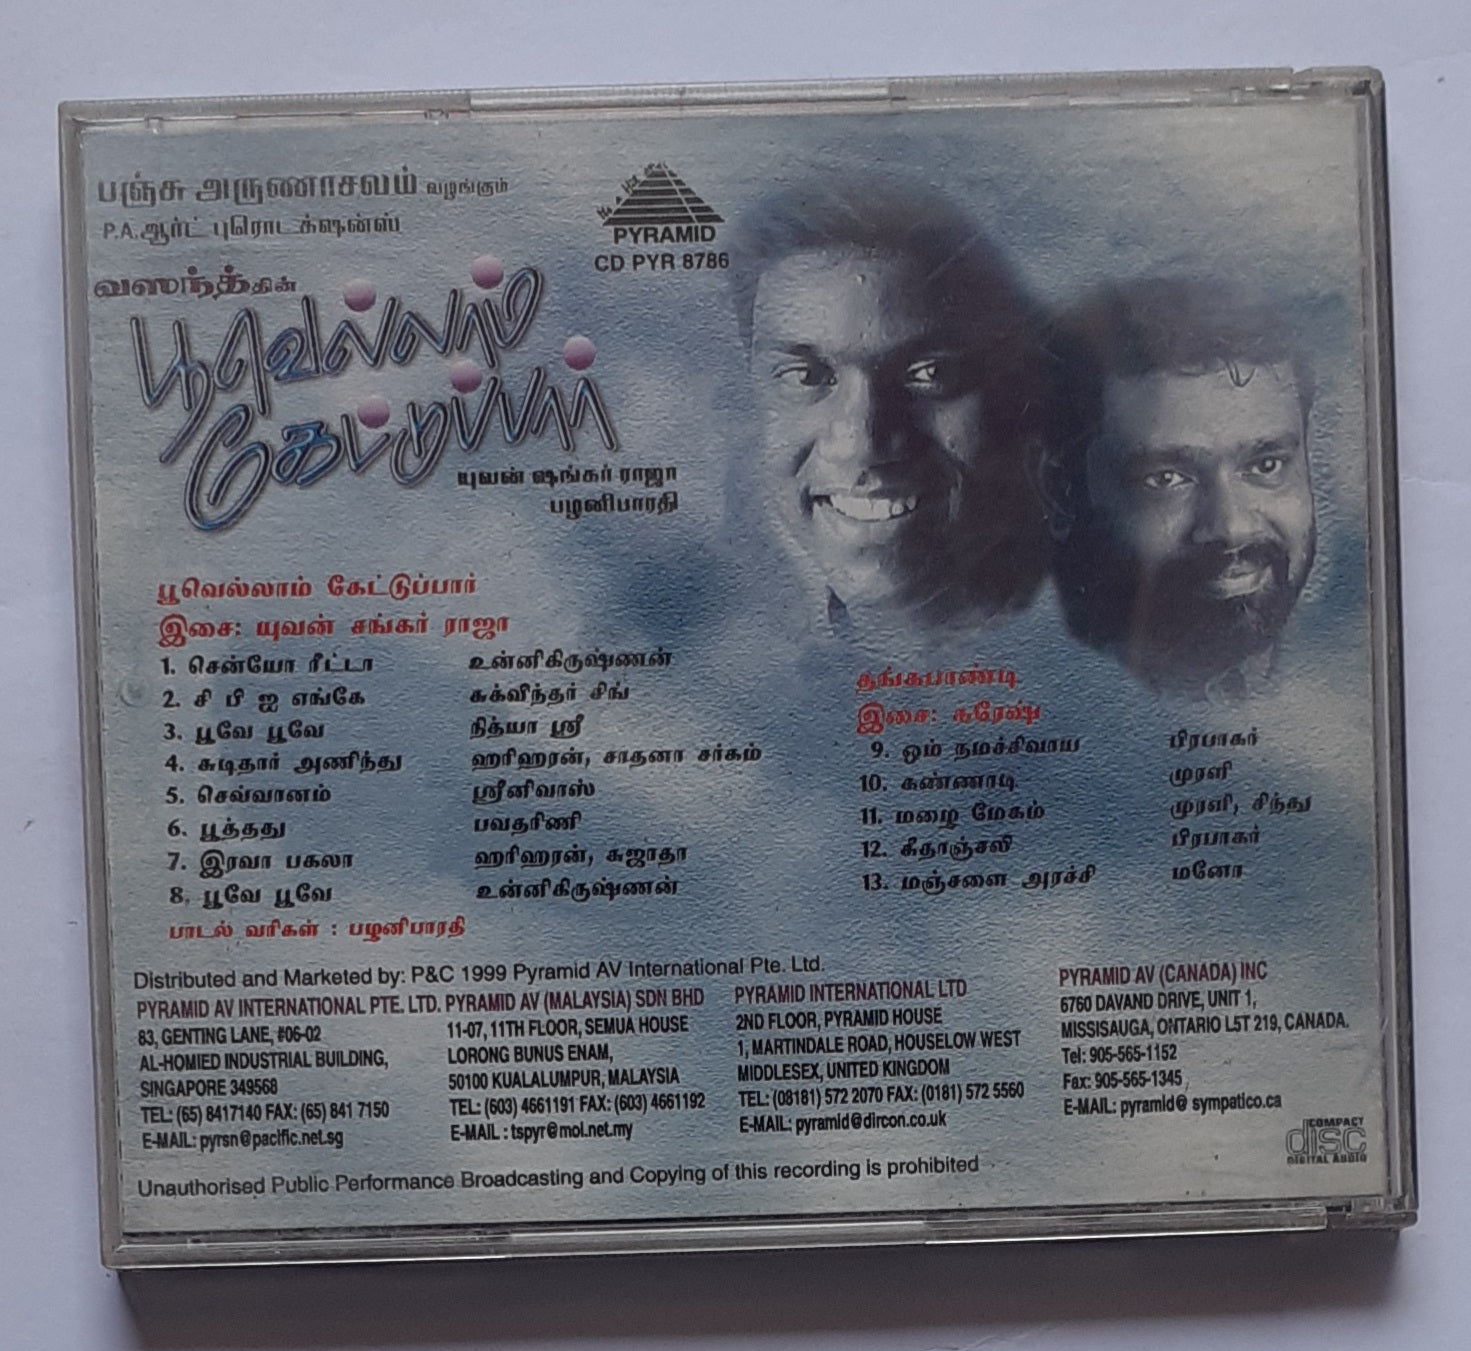 பஞ்சு அருணாசலம் வழங்கும்
P.A.ஆர்ட் புரொடக்ஷன்ஸ்
PYRAMID
CD PYR 8786
வஸந்த்தின்
பூவெல்லாம்
கேட்டுப்பார்
யுவன் ஷங்கர் ராஜா
பழனிபாரதி
பூவெல்லாம் கேட்டுப்பார்
இசை: யுவன் சங்கர் ராஜா
1. சென்யோ ரீட்டா உன்னிகிருஷ்ணன்
2. சி பி ஐ எங்கே சுக்வீந்தர் சிங்
3. பூவே பூவே நித்யா ஸ்ரீ
4. சுடிதார் அணிந்து ஹரிஹரன், சாதனா சர்கம்
5. செவ்வானம் ஸ்ரீனிவாஸ்
6. பூத்தது பவதாரிணி
7. இரவா பகலா ஹரிஹரன், சுஜாதா
8. பூவே பூவே உன்னிகிருஷ்ணன்
பாடல் வரிகள் : பழனிபாரதி
தங்கபாண்டி
இசை: சுரேஷ்
9. ஓம் நமச்சிவாய பிரபாகர்
10. கண்ணாடி முரளி
11. மழை மேகம் முரளி, சிந்து
12. கீதாஞ்சலி பிரபாகர்
13. மஞ்சளை அரச்சி மனோ
Distributed and Marketed by: P&C 1999 Pyramid AV International Pte. Ltd.
PYRAMID AV INTERNATIONAL PTE. LTD.
83, GENTING LANE, #06-02
AL-HOMIED INDUSTRIAL BUILDING,
SINGAPORE 349568
TEL: (65) 8417140 FAX: (65) 841 7150
E-MAIL: pyrsn@pacific.net.sg
PYRAMID AV (MALAYSIA) SDN BHD
11-07, 11TH FLOOR, SEMUA HOUSE
LORONG BUNUS ENAM,
50100 KUALALUMPUR, MALAYSIA
TEL: (603) 4661191 FAX: (603) 4661192
E-MAIL : tspyr@mol.net.my
PYRAMID INTERNATIONAL LTD
2ND FLOOR, PYRAMID HOUSE
1, MARTINDALE ROAD, HOUSELOW WEST
MIDDLESEX, UNITED KINGDOM
TEL: (08181) 572 2070 FAX: (0181) 572 5560
E-MAIL: pyramid@dircon.co.uk
PYRAMID AV (CANADA) INC
6760 DAVAND DRIVE, UNIT 1,
MISSISAUGA, ONTARIO L5T 219, CANADA.
Tel: 905-565-1152
Fax: 905-565-1345
E-MAIL: pyramid@ sympatico.ca
COMPACT
disc
DIGITAL AUDIO
Unauthorised Public Performance Broadcasting and Copying of this recording is prohibited